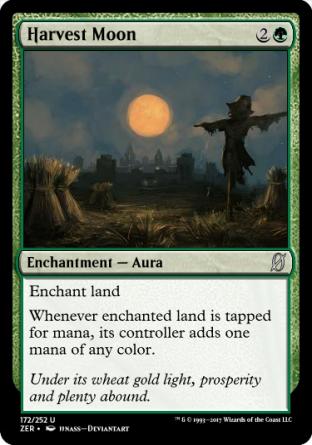 Harvest Moon 2
Enchantment — Aura
Enchant land
Whenever enchanted land is tapped
for mana, its controller adds one
mana of any color.
Under its wheat gold light, prosperity
and plenty abound.
172/252 U
™ & © 1993–2017 Wizards of the Coast LLC
ZER • HNASS—DEVIANTART